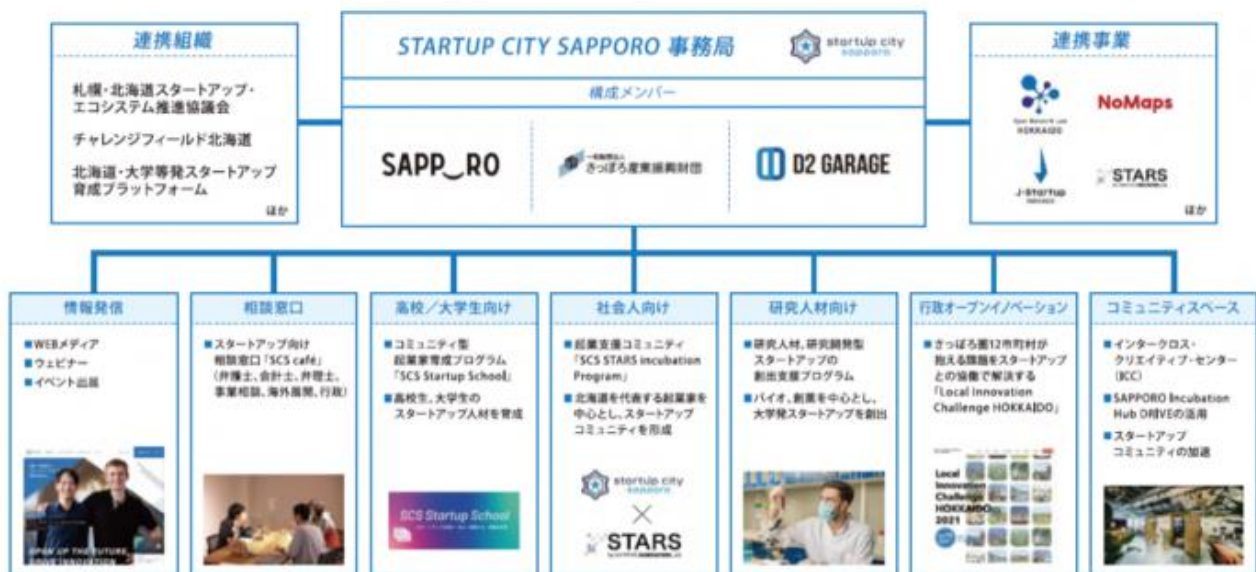 連携組織
札幌・北海道スタートアップ・
エコシステム推進協議会
チャレンジフィールド北海道
北海道・大学等発スタートアップ
育成プラットフォーム
ほか
STARTUP CITY SAPPORO 事務局
startup city
sapporo
構成メンバー
SAPP_RO
一般財団法人
さっぽろ産業振興財団
D2 GARAGE
連携事業
Open Network Lab
HOKKAIDO
NoMaps
J-Startup
HOKKAIDO
STARS
ほか
情報発信
■WEBメディア
■ウェビナー
■イベント出展
OPEN UP THE FUTURE,
相談窓口
■スタートアップ向け
相談窓口「SCS café」
(弁護士、会計士、弁理士、
事業相談、海外展開、行政)
高校/大学生向け
■コミュニティ型
起業家育成プログラム
「SCS Startup School」
■高校生、大学生の
スタートアップ人材を育成
SCS Startup School
社会人向け
■起業支援コミュニティ
「SCS STARS incubation
Program」
■北海道を代表する起業家を
中心とし、スタートアップ
コミュニティを形成
startup city
sapporo
×
STARS
研究人材向け
■研究人材、研究開発型
スタートアップの
創出支援プログラム
■バイオ、創薬を中心とし、
大学発スタートアップを創出
行政オープンイノベーション
■さっぽろ圏12市町村が
抱える課題をスタートアップ
との協働で解決する
「Local Innovation
Challenge HOKKAIDO」
Local
Innovation
Challenge
HOKKAIDO
2021
コミュニティスペース
■インタークロス・
クリエイティブ・センター
(ICC)
■SAPPORO Incubation
Hub DRIVEの活用
■スタートアップ
コミュニティの加速